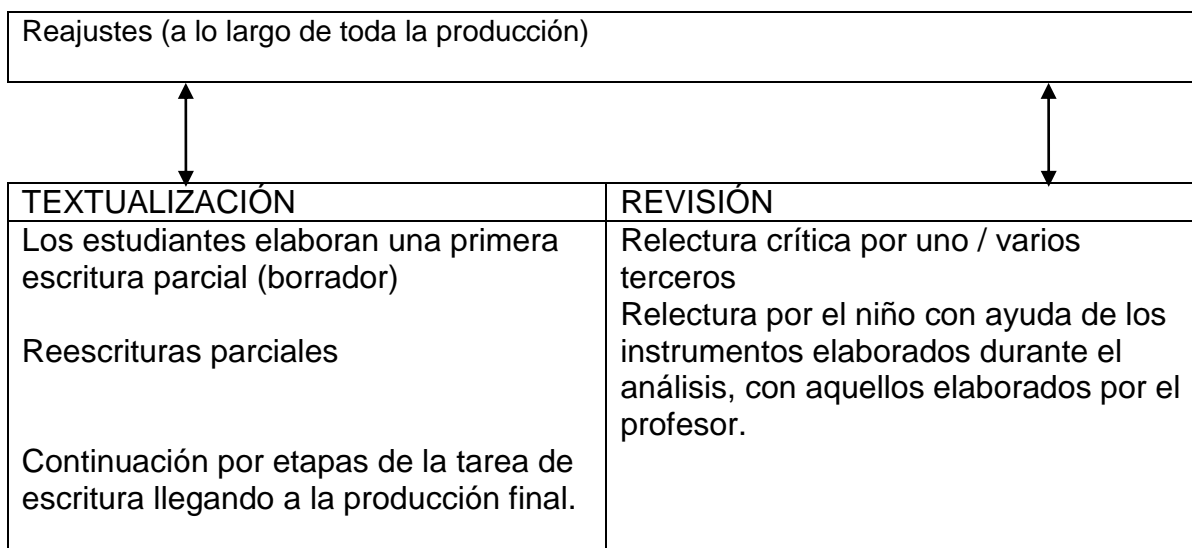 Reajustes (a lo largo de toda la producción)
TEXTUALIZACIÓN
Los estudiantes elaboran una primera
escritura parcial (borrador)
Reescrituras parciales
Continuación por etapas de la tarea de
escritura llegando a la producción final.
REVISIÓN
Relectura crítica por uno / varios
terceros
Relectura por el niño con ayuda de los
instrumentos elaborados durante el
análisis, con aquellos elaborados por el
profesor.